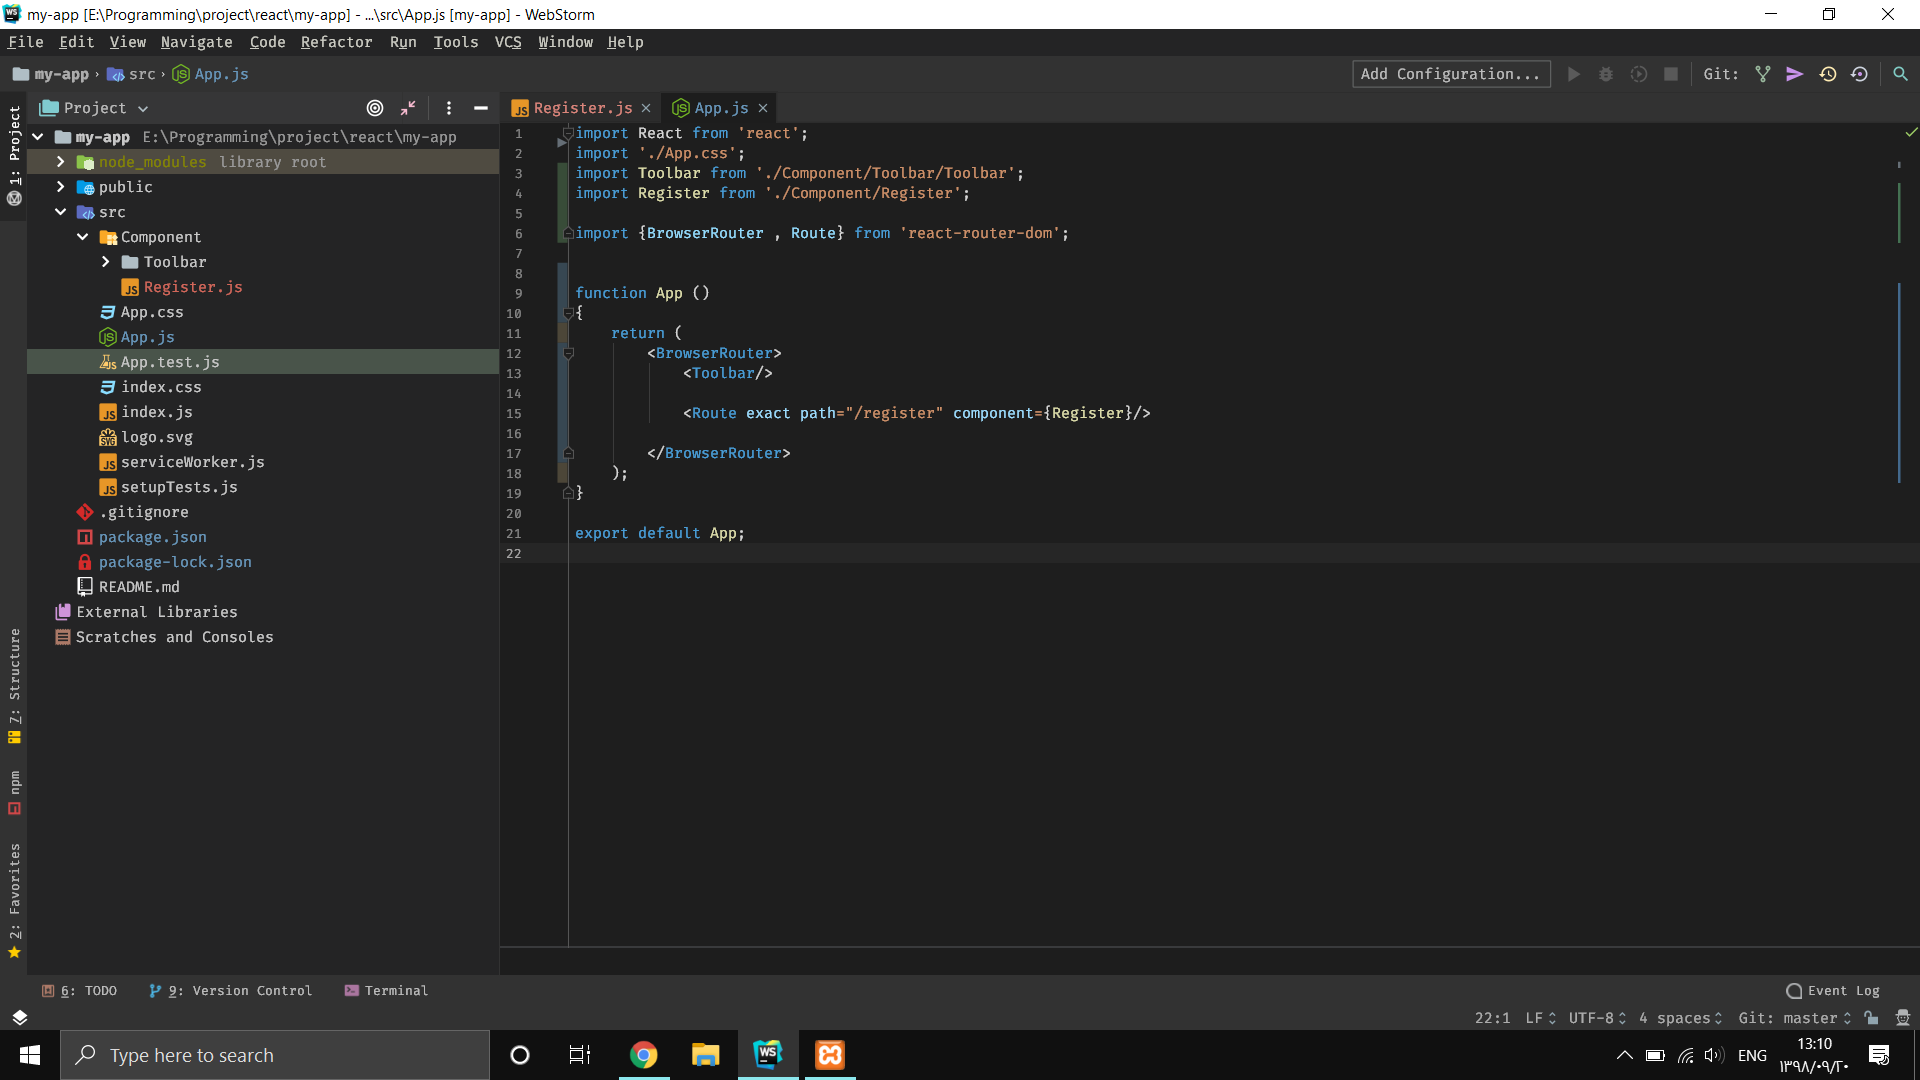 my-app [E:\Programming\project\react\my-app] - ...\src\App.js [my-app] - WebStorm
File Edit View Navigate Code Refactor Run Tools VCS Window Help
my-app › src › App.js
Add Configuration...
Git:
1: Project
7: Structure
npm
2: Favorites
Project
my-app E:\Programming\project\react\my-app
node_modules library root
public
src
Component
Toolbar
Register.js
App.css
App.js
App.test.js
index.css
index.js
logo.svg
serviceWorker.js
setupTests.js
.gitignore
package.json
package-lock.json
README.md
External Libraries
Scratches and Consoles
Register.js
App.js
1 import React from 'react';
2 import './App.css';
3 import Toolbar from './Component/Toolbar/Toolbar';
4 import Register from './Component/Register';
5
6 import {BrowserRouter , Route} from 'react-router-dom';
7
8
9 function App ()
10 {
11 return (
12 <BrowserRouter>
13 <Toolbar/>
14
15 <Route exact path="/register" component={Register}/>
16
17 </BrowserRouter>
18 );
19 }
20
21 export default App;
22
6: TODO
9: Version Control
Terminal
Event Log
22:1 LF UTF-8 4 spaces Git: master
Type here to search
WS
ENG
13:10
۱۳۹۸/۰۹/۲۰